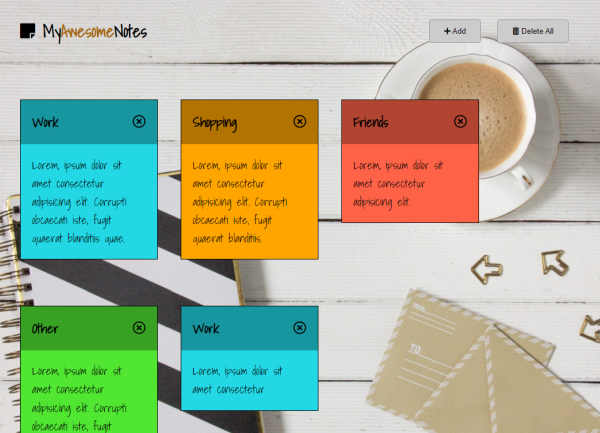 MyAwesomeNotes
Add
Delete All
Work
Lorem, ipsum dolor sit
amet consectetur
adipisicing elit. Corrupti
obcaecati iste, fugit
quaerat blanditiis quae.
Shopping
Lorem, ipsum dolor sit
amet consectetur
adipisicing elit. Corrupti
obcaecati iste, fugit
quaerat blanditiis.
Friends
Lorem, ipsum dolor sit
amet consectetur
adipisicing elit.
Other
Lorem, ipsum dolor sit
amet consectetur
adipisicing elit. Corrupti
obcaecati iste, fugit
Work
Lorem, ipsum dolor sit
amet consectetur
TO: